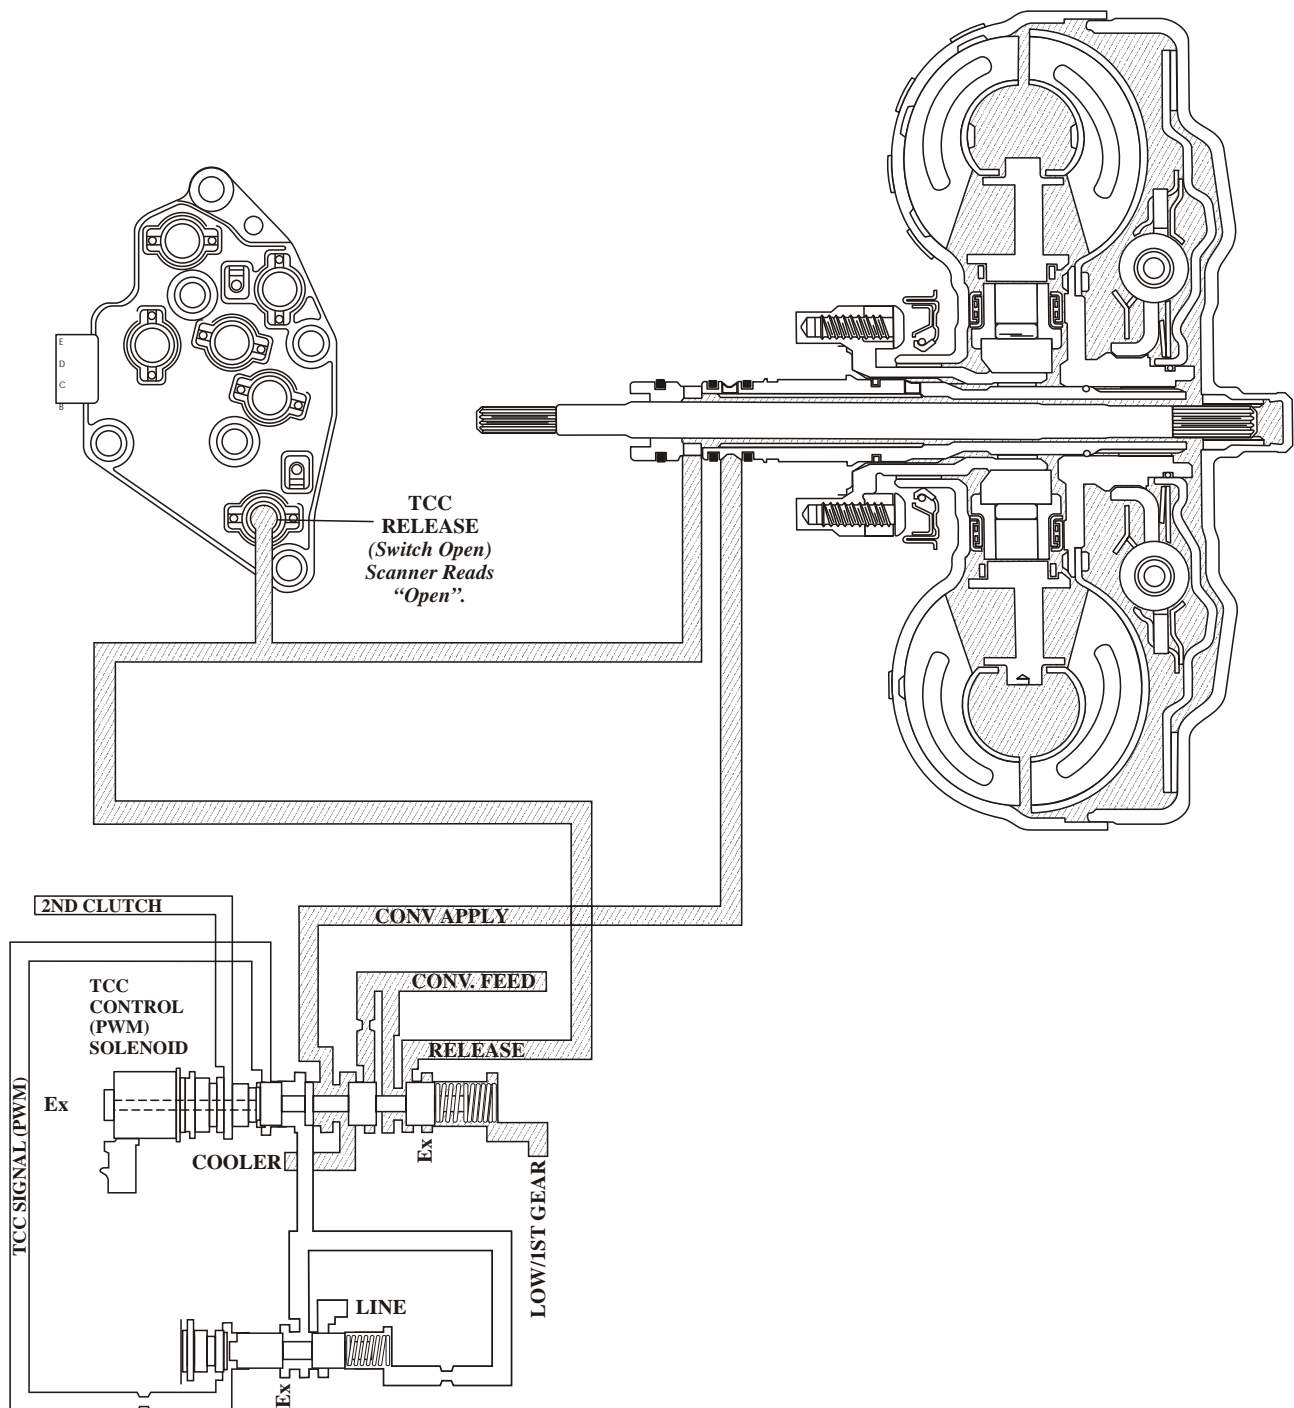 E
D
C
B
TCC
RELEASE
(Switch Open)
Scanner Reads
“Open”.
2ND CLUTCH
CONV APPLY
CONV. FEED
TCC
CONTROL
(PWM)
SOLENOID
RELEASE
Ex
COOLER
Ex
TCC SIGNAL (PWM)
LOW/1ST GEAR
LINE
Ex